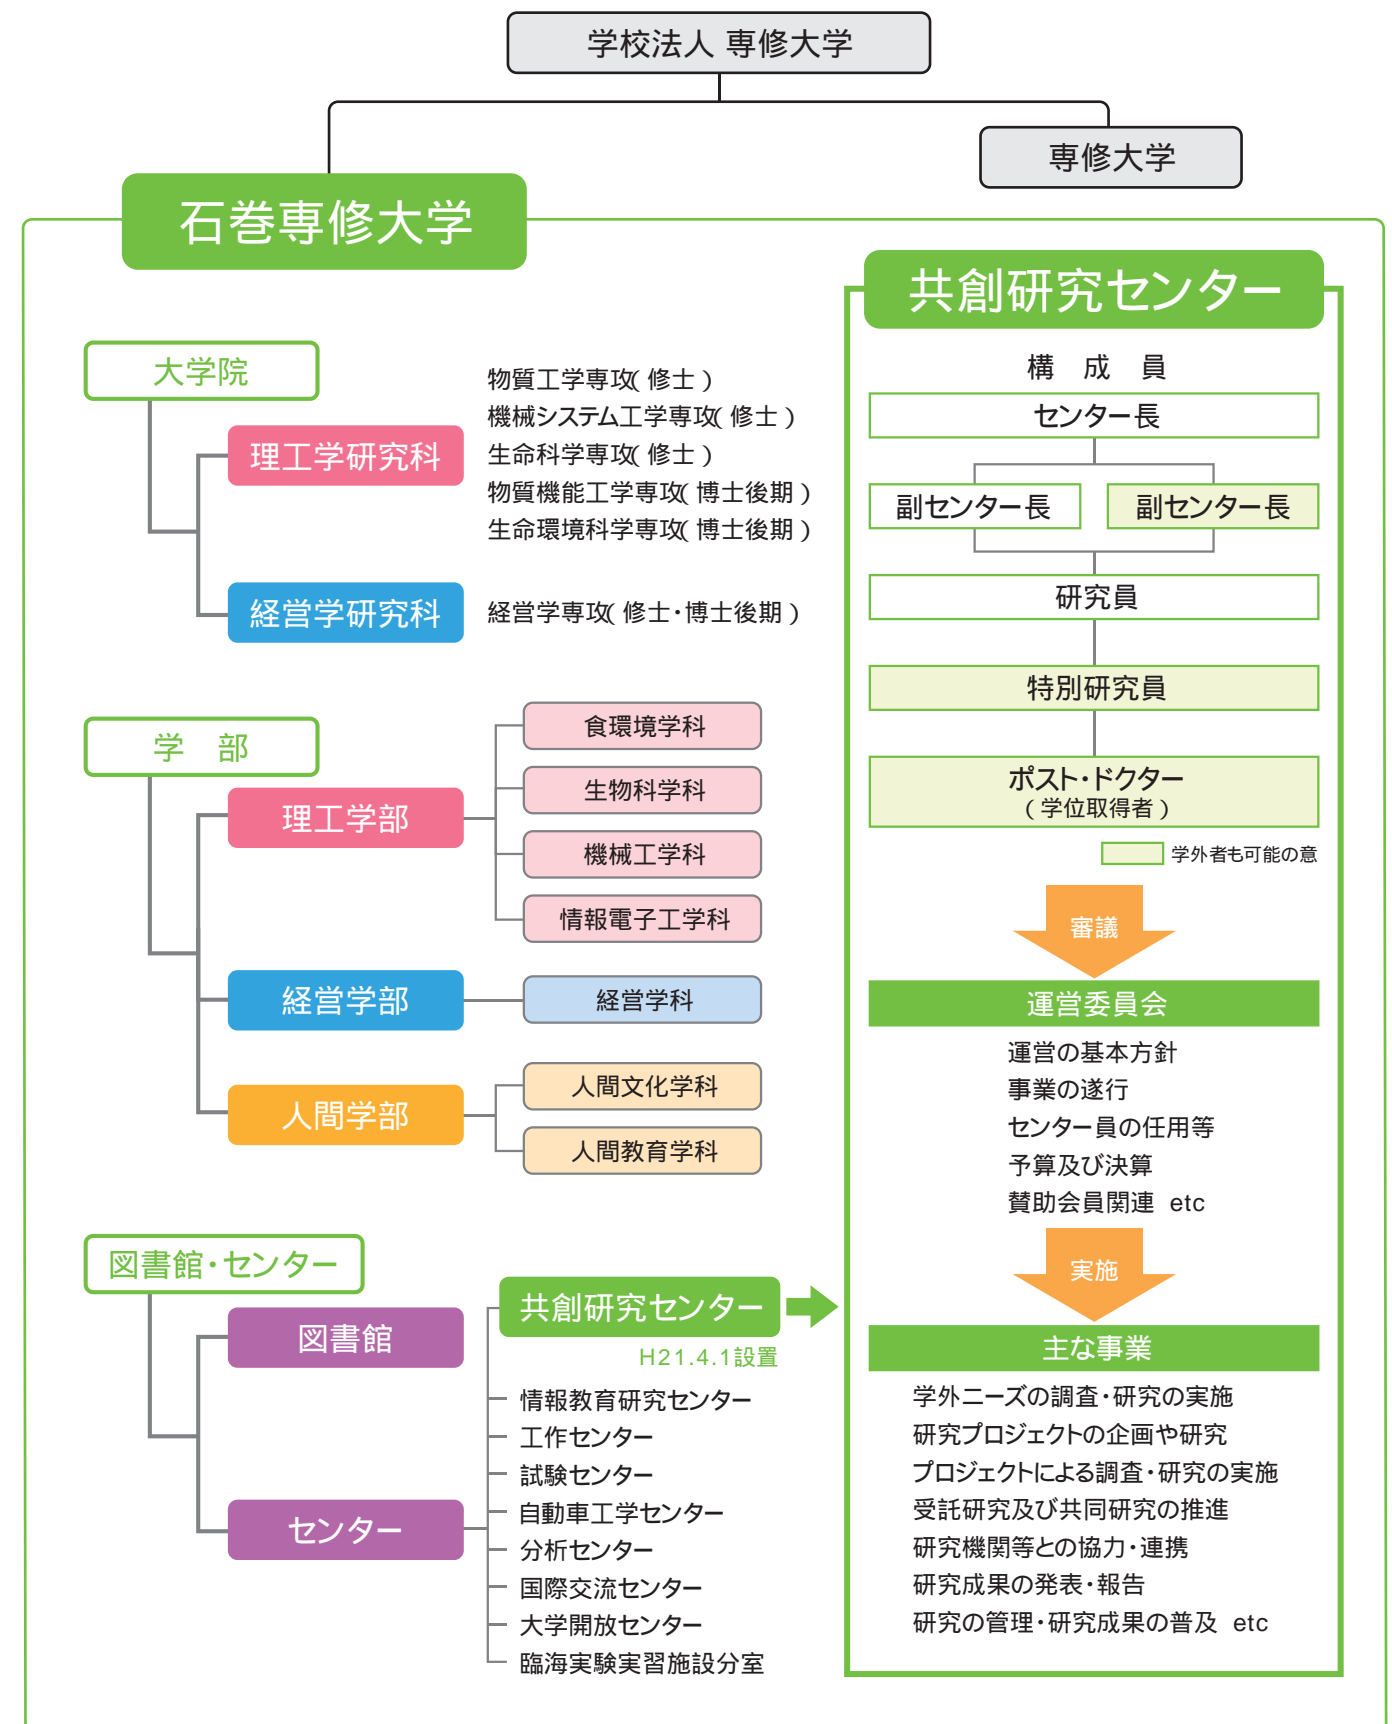 学校法人 専修大学
専修大学
石巻専修大学
大学院
理工学研究科
物質工学専攻(修士)
機械システム工学専攻(修士)
生命科学専攻(修士)
物質機能工学専攻(博士後期)
生命環境科学専攻(博士後期)
経営学研究科
経営学専攻(修士・博士後期)
学 部
理工学部
食環境学科
生物科学科
機械工学科
情報電子工学科
経営学部
経営学科
人間学部
人間文化学科
人間教育学科
図書館・センター
図書館
センター
共創研究センター
H21.4.1設置
情報教育研究センター
工作センター
試験センター
自動車工学センター
分析センター
国際交流センター
大学開放センター
臨海実験実習施設分室
共創研究センター
構 成 員
センター長
副センター長
副センター長
研究員
特別研究員
ポスト・ドクター
(学位取得者)
学外者も可能の意
審議
運営委員会
運営の基本方針
事業の遂行
センター員の任用等
予算及び決算
賛助会員関連 etc
実施
主な事業
学外ニーズの調査・研究の実施
研究プロジェクトの企画や研究
プロジェクトによる調査・研究の実施
受託研究及び共同研究の推進
研究機関等との協力・連携
研究成果の発表・報告
研究の管理・研究成果の普及 etc